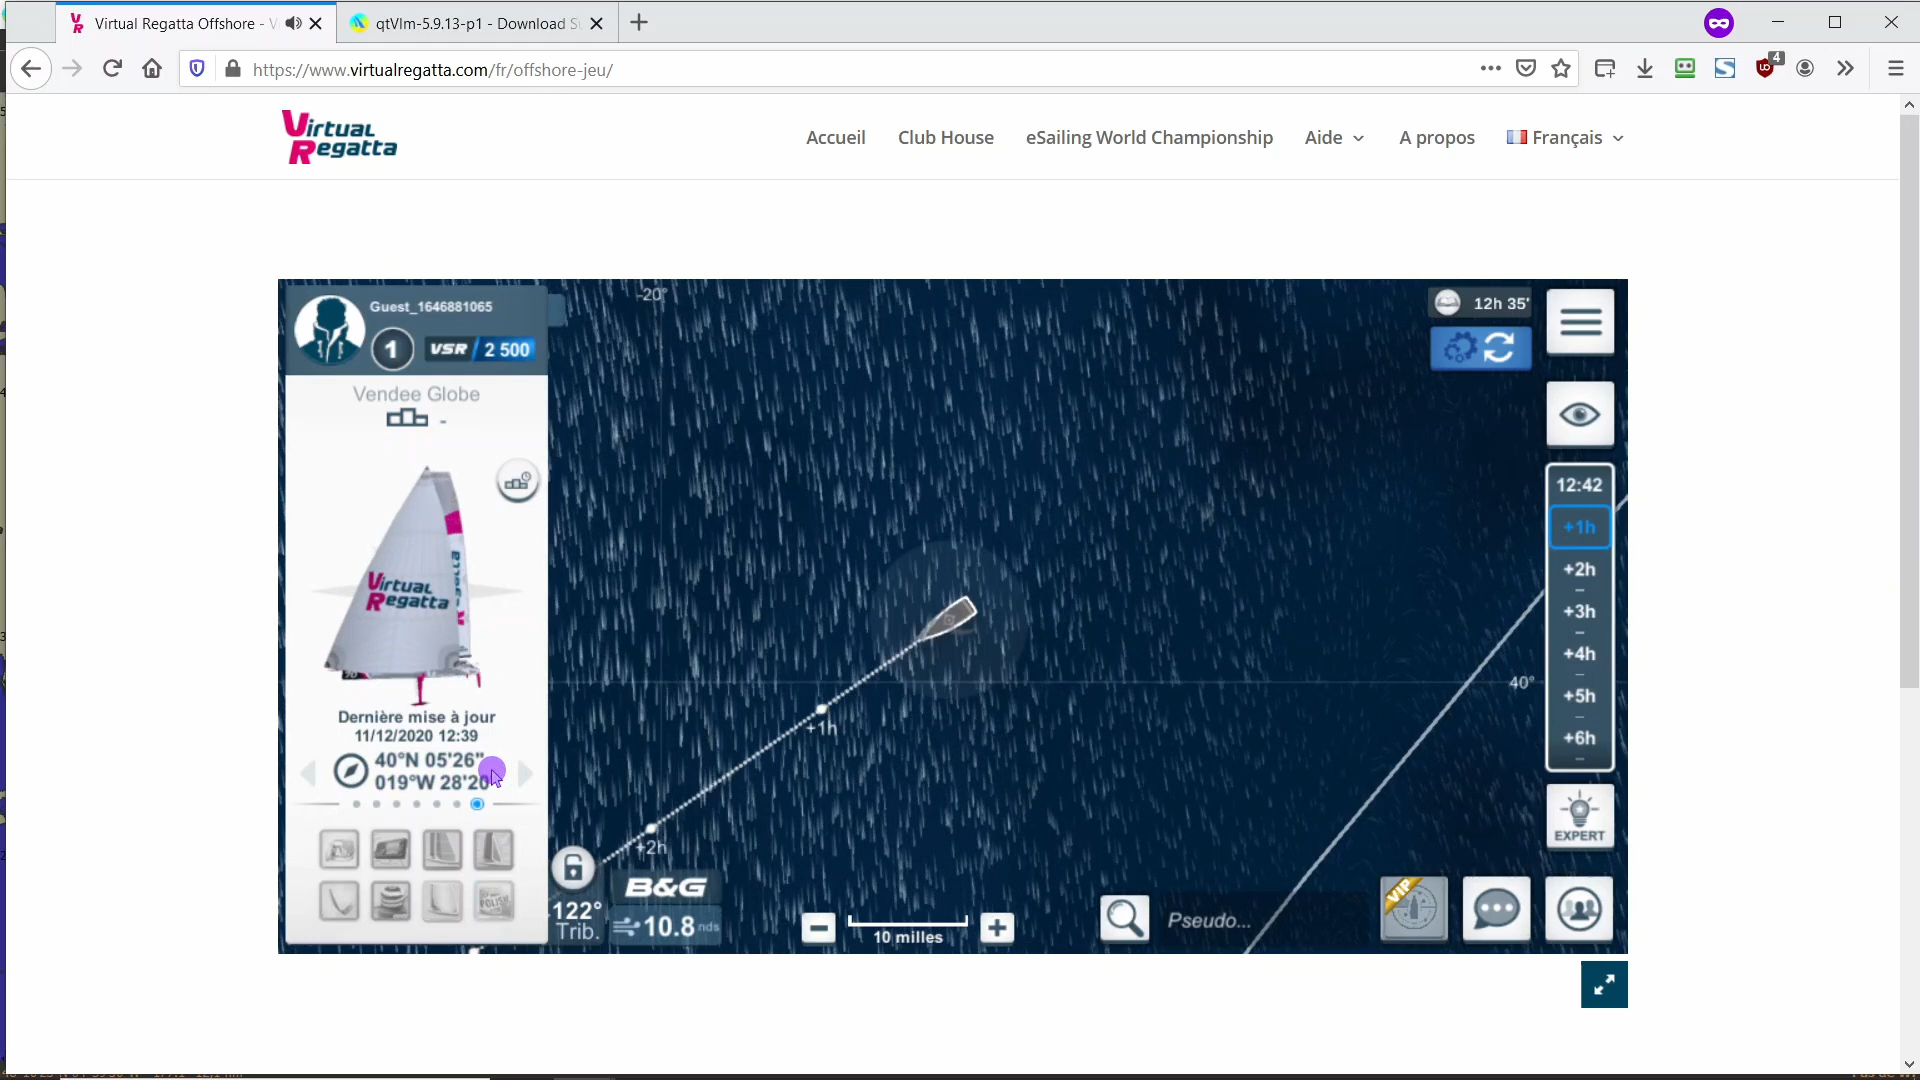 Virtual Regatta Offshore - V
qtVlm-5.9.13-p1 - Download S
https://www.virtualregatta.com/fr/offshore-jeu/
4
Virtual
Regatta
Accueil
Club House
eSailing World Championship
Aide
A propos
Français
Guest_1646881065
1
VSR
2 500
-20°
12h 35'
Vendee Globe
-
12:42
+1h
+2h
+3h
+4h
+5h
+6h
Virtual
Regatta
Dernière mise à jour
11/12/2020 12:39
40°N 05'26"
019°W 28'20
+1h
+2h
40°
EXPERT
B&G
122°
Trib.
10.8 nds
10 milles
Pseudo...
VIP
POLISH